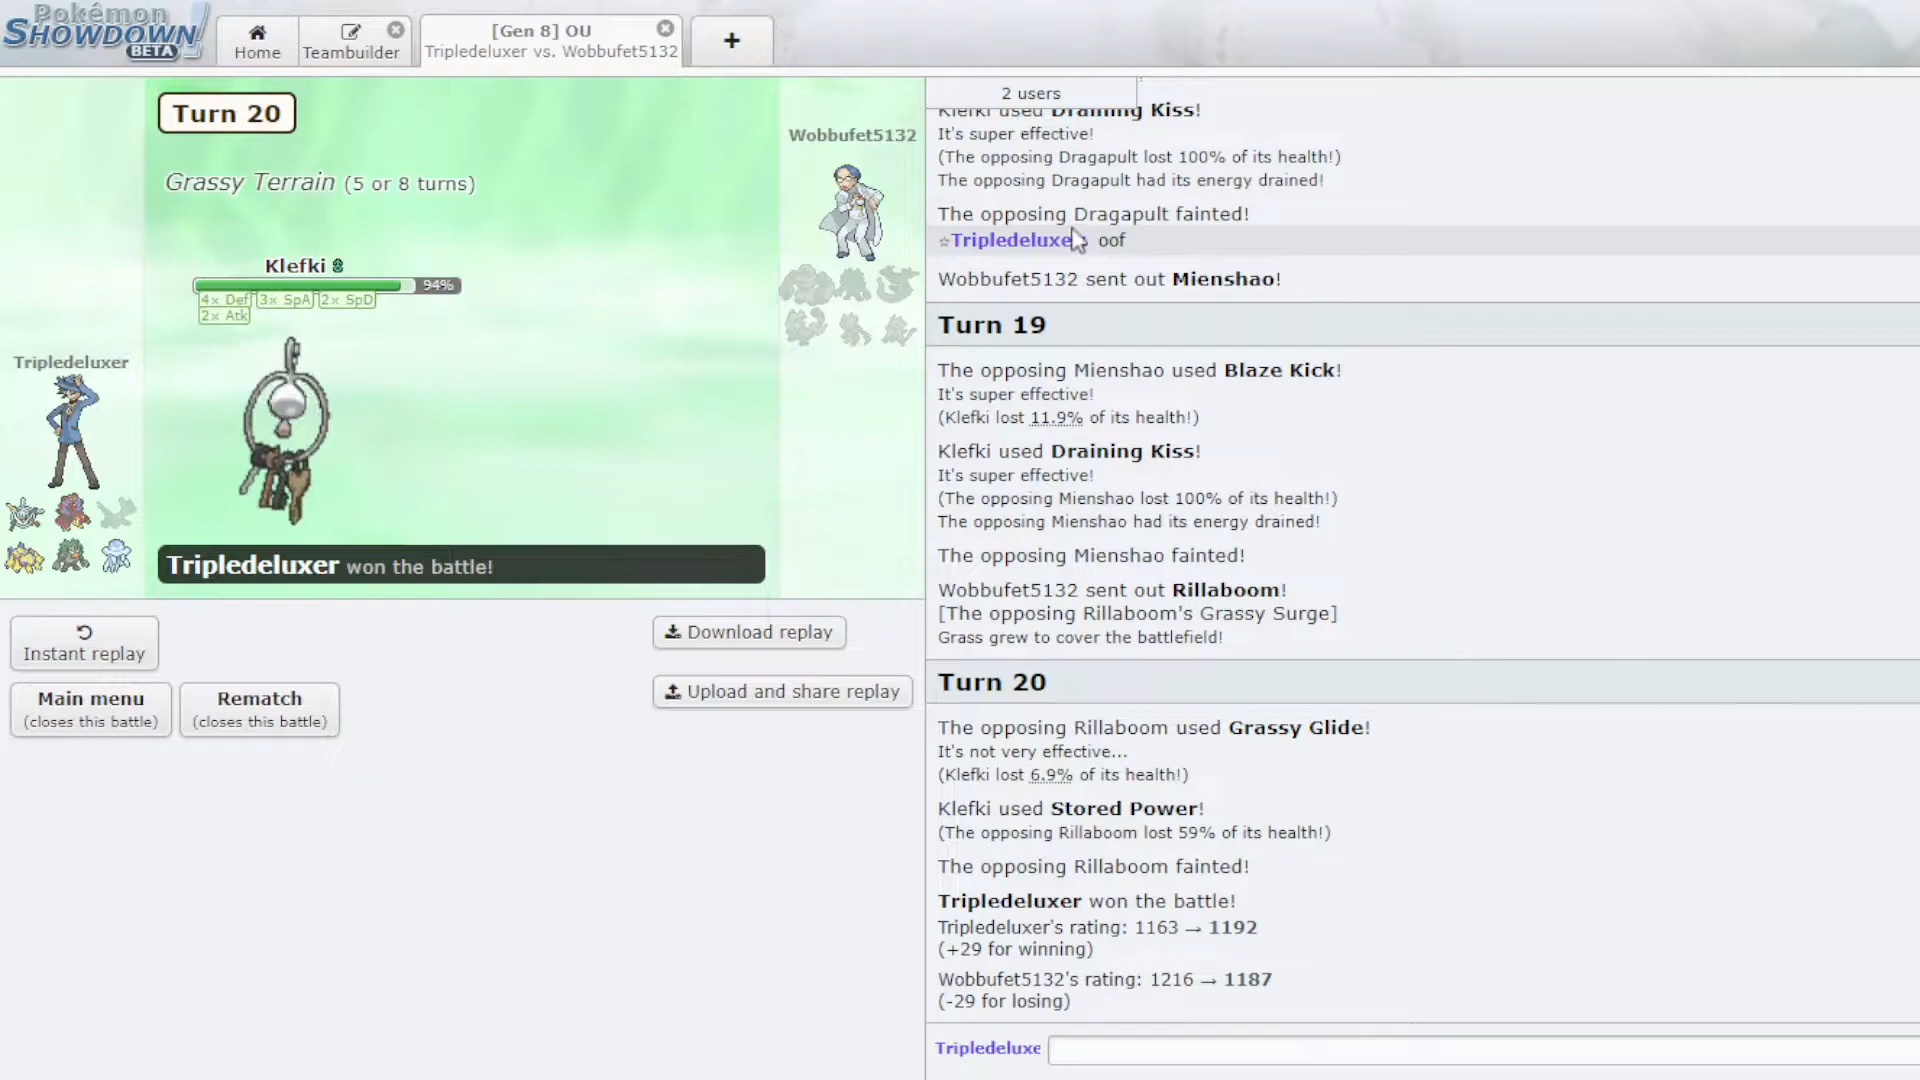 Pokémon
SHOWDOWN
BETA
Home
Teambuilder
[Gen 8] OU
Tripledeluxer vs. Wobbufet5132
+
Turn 20
Grassy Terrain (5 or 8 turns)
Klefki
94%
4x Def 3x SpA 2x SpD
2x Atk
Wobbufet5132
Tripledeluxer
Tripledeluxer won the battle!
Instant replay
Download replay
Upload and share replay
Main menu
(closes this battle)
Rematch
(closes this battle)
2 users
Klefki used Draining Kiss!
It's super effective!
(The opposing Dragapult lost 100% of its health!)
The opposing Dragapult had its energy drained!
The opposing Dragapult fainted!
☆Tripledeluxer: oof
Wobbufet5132 sent out Mienshao!
Turn 19
The opposing Mienshao used Blaze Kick!
It's super effective!
(Klefki lost 11.9% of its health!)
Klefki used Draining Kiss!
It's super effective!
(The opposing Mienshao lost 100% of its health!)
The opposing Mienshao had its energy drained!
The opposing Mienshao fainted!
Wobbufet5132 sent out Rillaboom!
[The opposing Rillaboom's Grassy Surge]
Grass grew to cover the battlefield!
Turn 20
The opposing Rillaboom used Grassy Glide!
It's not very effective...
(Klefki lost 6.9% of its health!)
Klefki used Stored Power!
(The opposing Rillaboom lost 59% of its health!)
The opposing Rillaboom fainted!
Tripledeluxer won the battle!
Tripledeluxer's rating: 1163 → 1192
(+29 for winning)
Wobbufet5132's rating: 1216 → 1187
(-29 for losing)
Tripledeluxe